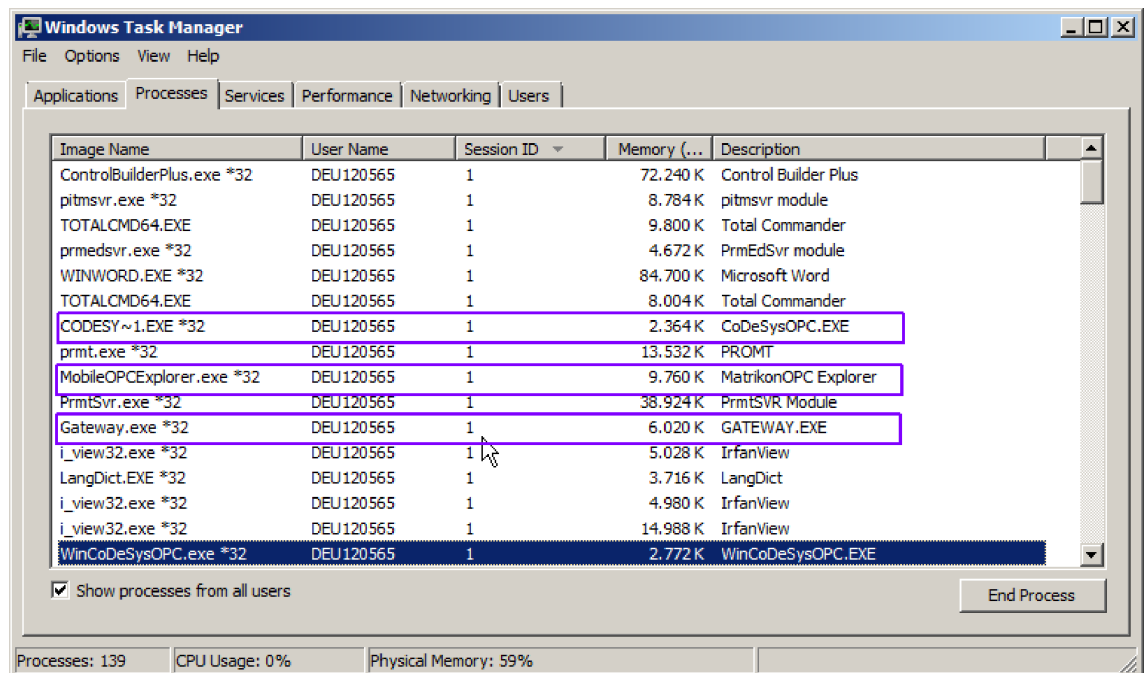 Windows Task Manager
File Options View Help
Applications Processes Services Performance Networking Users
Image Name User Name Session ID Memory (... Description
ControlBuilderPlus.exe *32 DEU120565 1 72.240 K Control Builder Plus
pitmsvr.exe *32 DEU120565 1 8.784 K pitmsvr module
TOTALCMD64.EXE DEU120565 1 9.800 K Total Commander
prmedsvr.exe *32 DEU120565 1 4.672 K PrmEdSvr module
WINWORD.EXE *32 DEU120565 1 84.700 K Microsoft Word
TOTALCMD64.EXE DEU120565 1 8.004 K Total Commander
CODESY~1.EXE *32 DEU120565 1 2.364 K CoDeSysOPC.EXE
prmt.exe *32 DEU120565 1 13.532 K PROMT
MobileOPCExplorer.exe *32 DEU120565 1 9.760 K MatrikonOPC Explorer
PrmtSvr.exe *32 DEU120565 1 38.924 K PrmtSVR Module
Gateway.exe *32 DEU120565 1 6.020 K GATEWAY.EXE
i_view32.exe *32 DEU120565 1 5.028 K IrfanView
LangDict.EXE *32 DEU120565 1 3.716 K LangDict
i_view32.exe *32 DEU120565 1 4.980 K IrfanView
i_view32.exe *32 DEU120565 1 14.988 K IrfanView
WinCoDeSysOPC.exe *32 DEU120565 1 2.772 K WinCoDeSysOPC.EXE
Show processes from all users
End Process
Processes: 139 CPU Usage: 0% Physical Memory: 59%